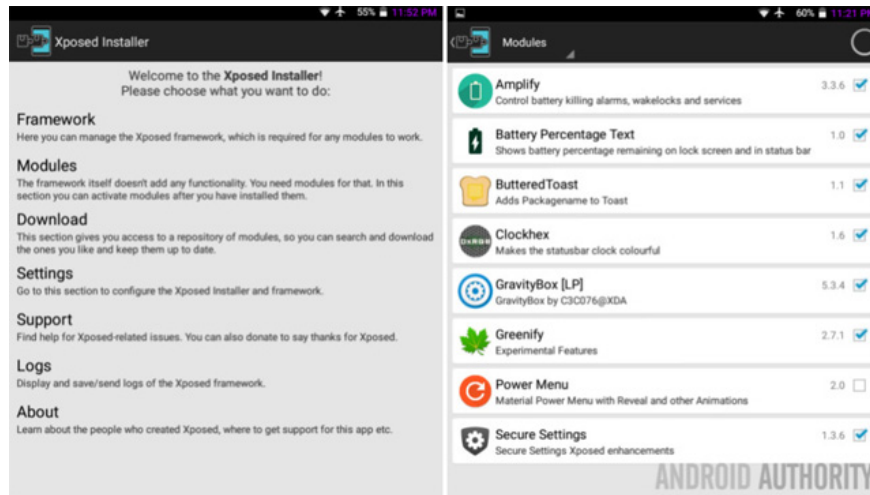 55% 11:52 PM
Xposed Installer
Welcome to the Xposed Installer!
Please choose what you want to do:
Framework
Here you can manage the Xposed framework, which is required for any modules to work.
Modules
The framework itself doesn't add any functionality. You need modules for that. In this
section you can activate modules after you have installed them.
Download
This section gives you access to a repository of modules, so you can search and download
the ones you like and keep them up to date.
Settings
Go to this section to configure the Xposed Installer and framework.
Support
Find help for Xposed-related issues. You can also donate to say thanks for Xposed.
Logs
Display and save/send logs of the Xposed framework.
About
Learn about the people who created Xposed, where to get support for this app etc.
60% 11:21 P
Modules
Amplify 3.3.6
Control battery killing alarms, wakelocks and services
Battery Percentage Text 1.0
Shows battery percentage remaining on lock screen and in status bar
ButteredToast 1.1
Adds Packagename to Toast
Clockhex 1.6
Makes the statusbar clock colourful
GravityBox [LP] 5.3.4
GravityBox by C3C076@XDA
Greenify 2.7.1
Experimental Features
Power Menu 2.0
Material Power Menu with Reveal and other Animations
Secure Settings 1.3.6
Secure Settings Xposed enhancements
ANDROID AUTHORITY